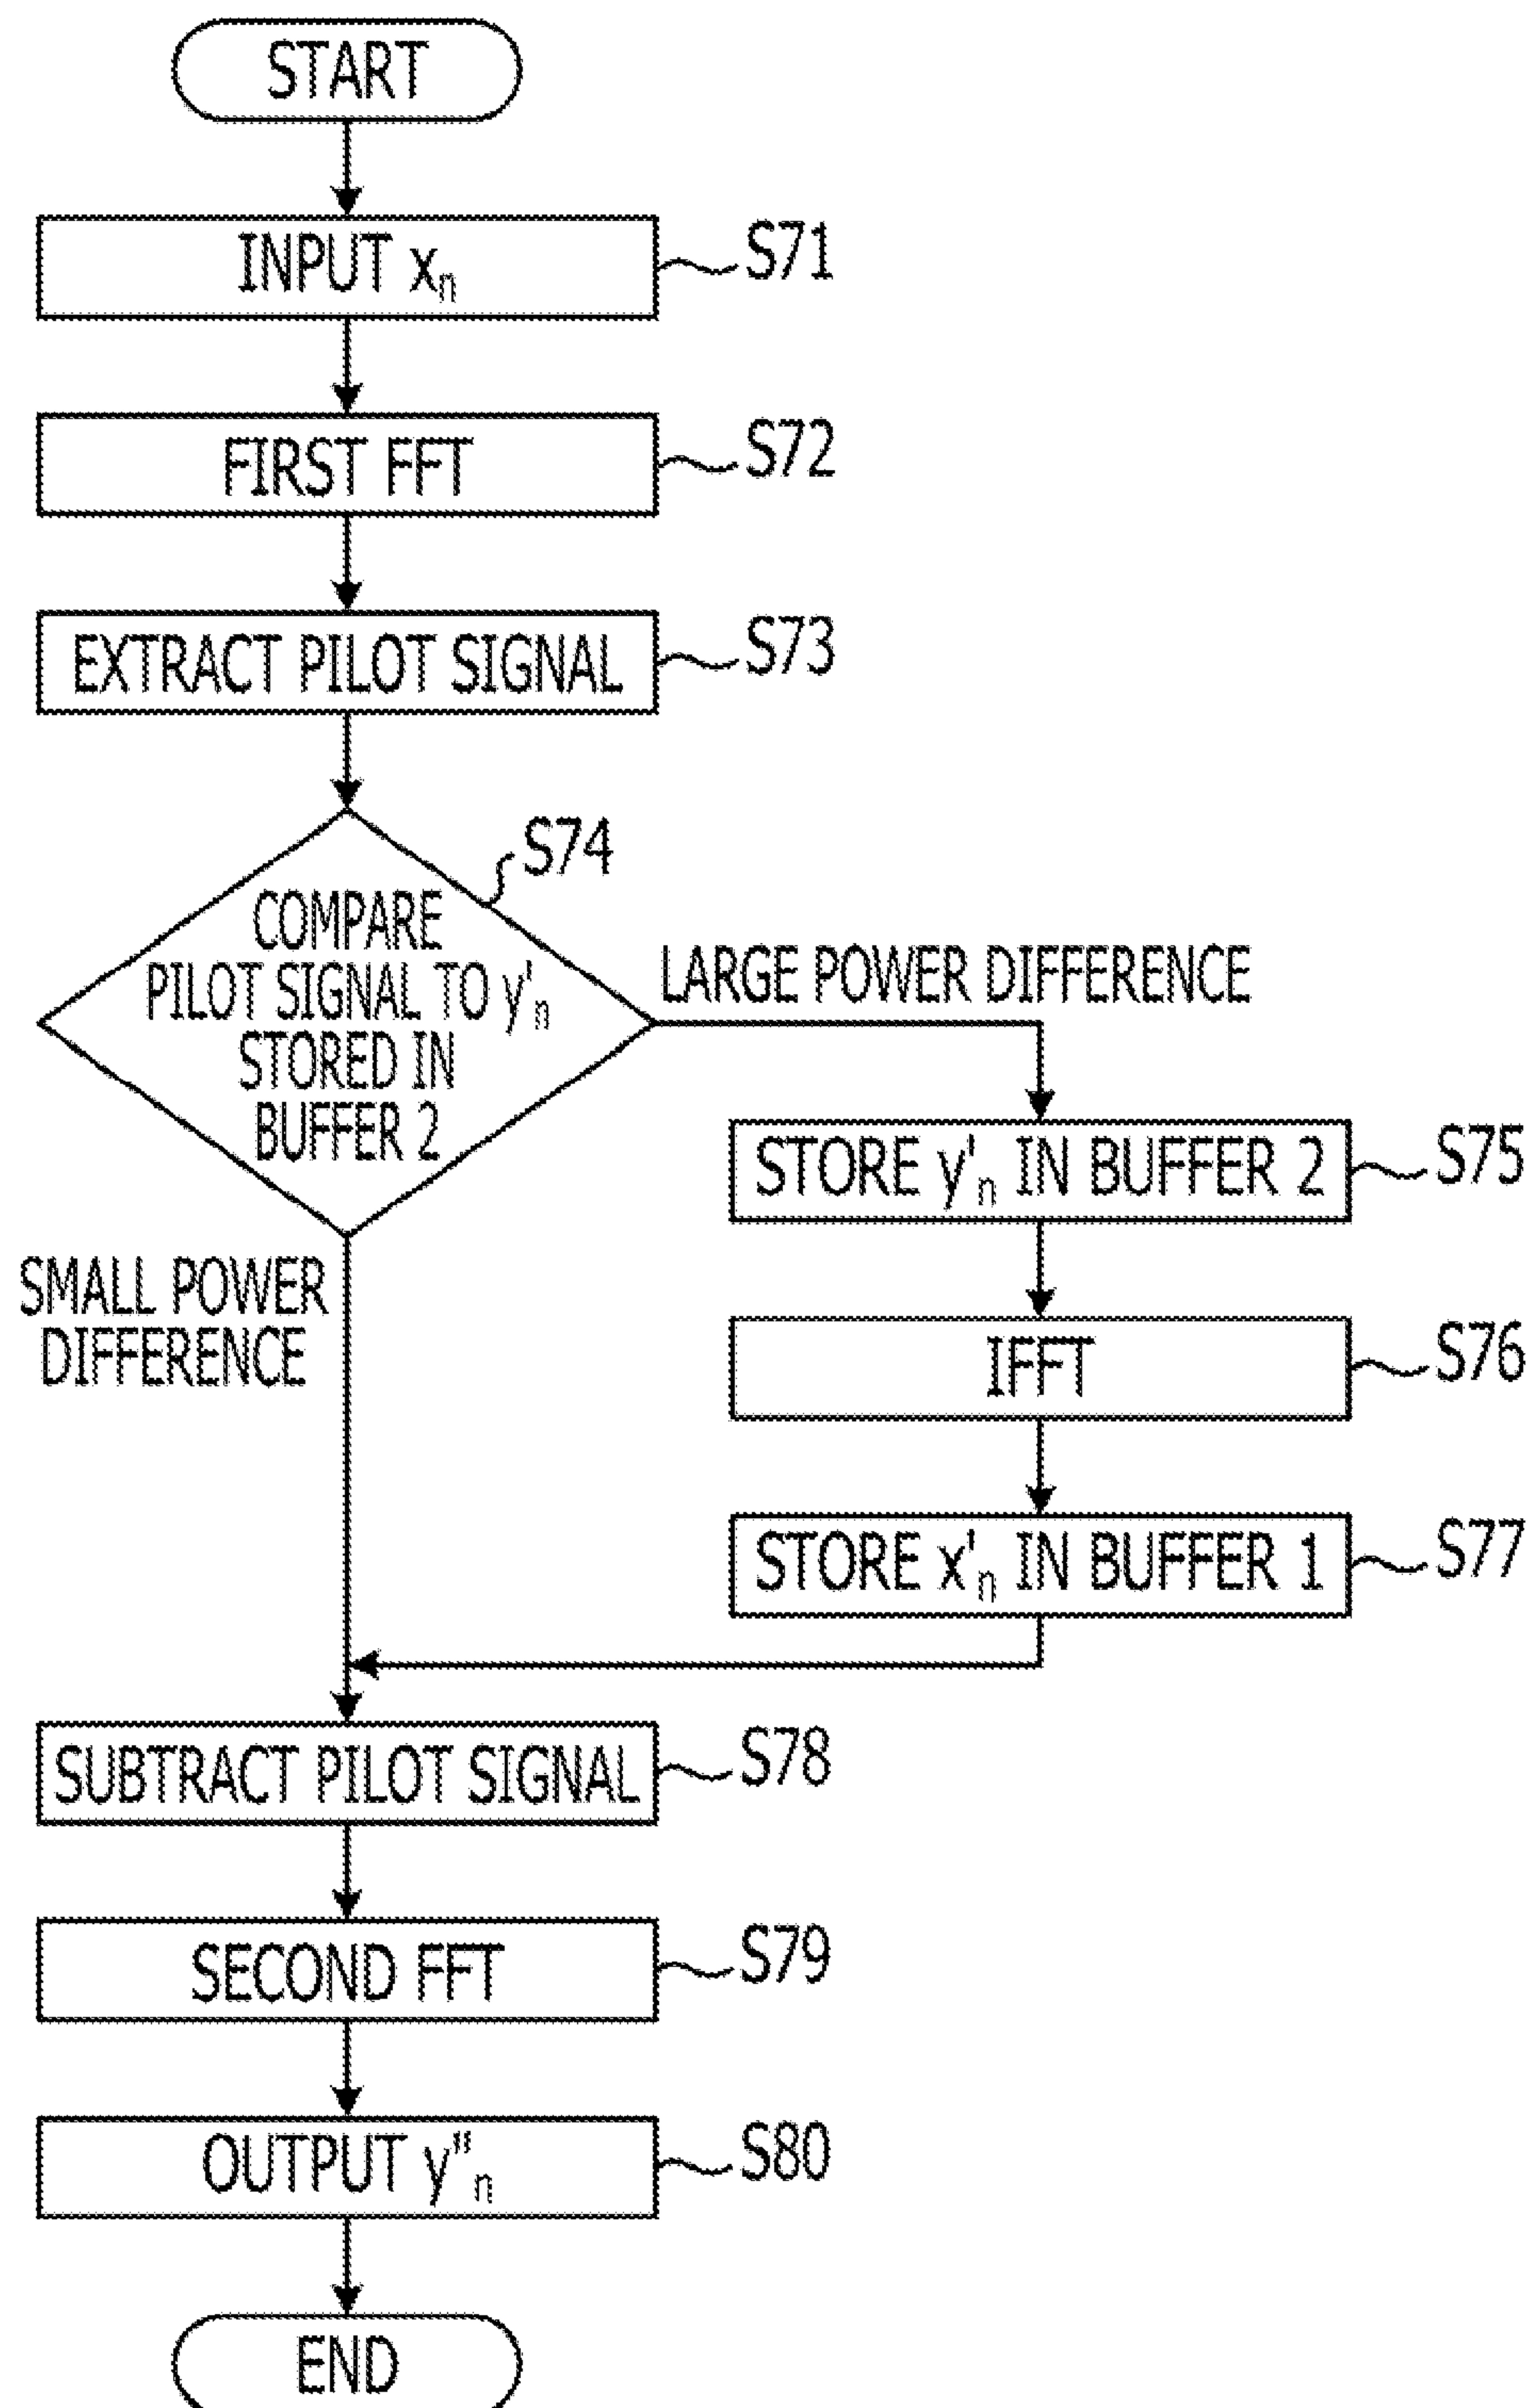 START
INPUT xn
S71
FIRST FFT
S72
EXTRACT PILOT SIGNAL
S73
S74
COMPARE
PILOT SIGNAL TO y'n
STORED IN
BUFFER 2
LARGE POWER DIFFERENCE
STORE y'n IN BUFFER 2
S75
SMALL POWER
DIFFERENCE
IFFT
S76
STORE x'n IN BUFFER 1
S77
SUBTRACT PILOT SIGNAL
S78
SECOND FFT
S79
OUTPUT y"n
S80
END